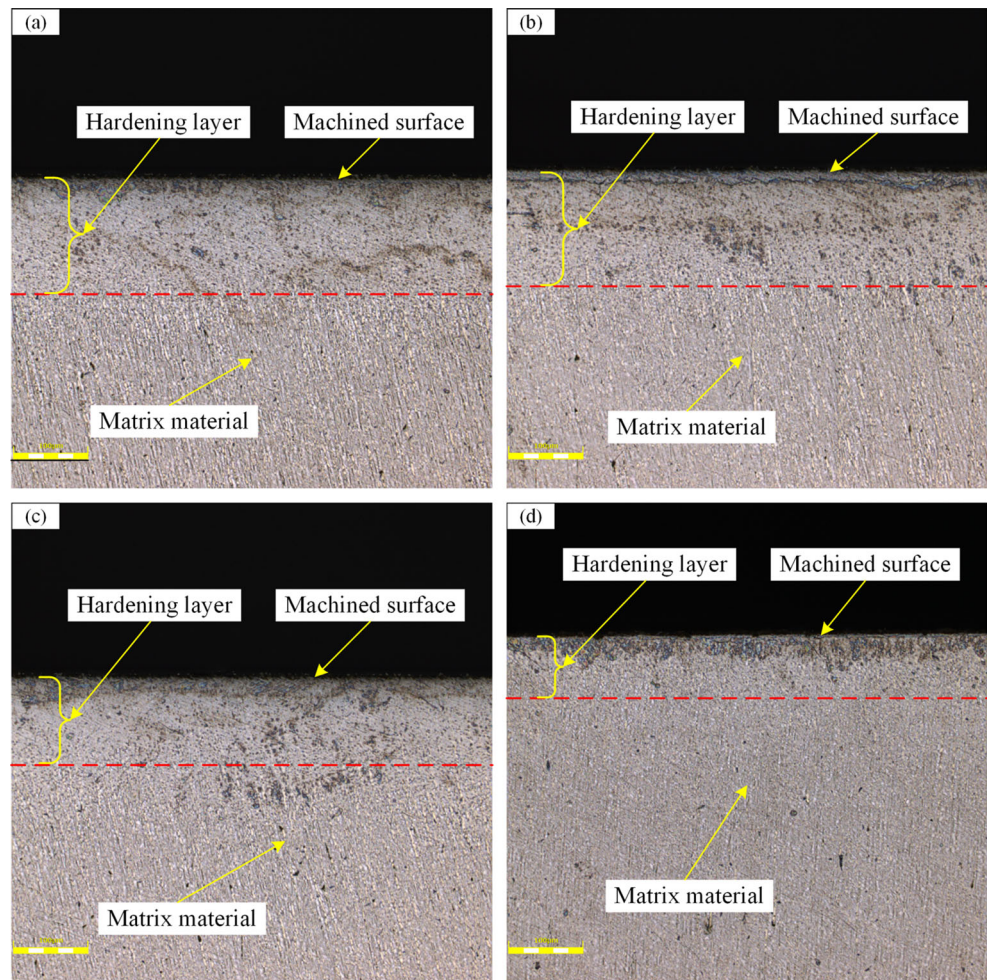 (a)
Hardening layer
Machined surface
Matrix material
(b)
Hardening layer
Machined surface
Matrix material
(c)
Hardening layer
Machined surface
Matrix material
(d)
Hardening layer
Machined surface
Matrix material